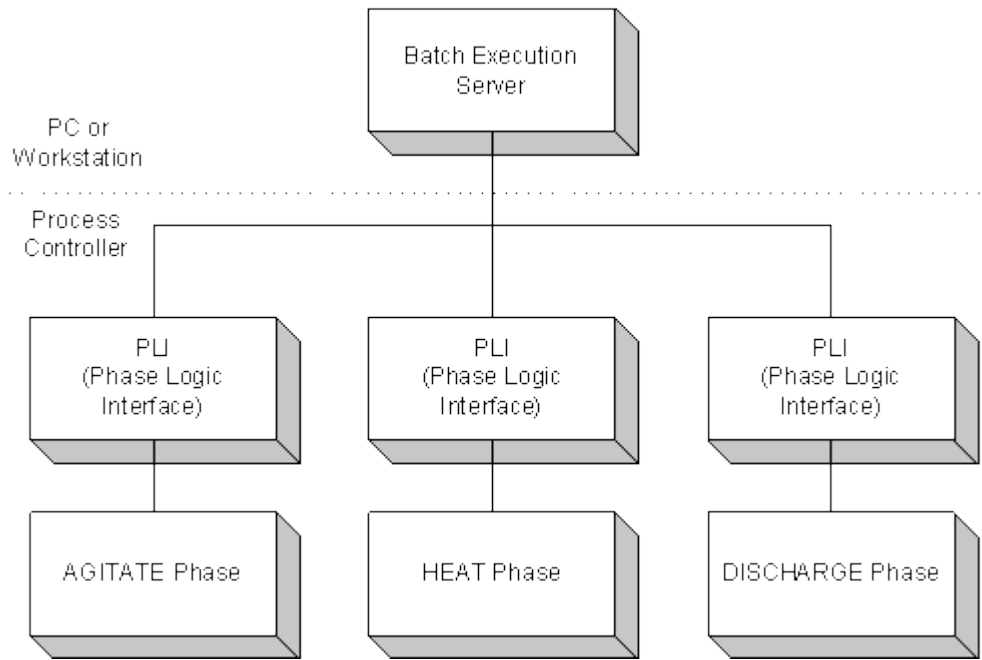 Batch Execution
Server
PC or
Workstation
Process
Controller
PLI
(Phase Logic
Interface)
PLI
(Phase Logic
Interface)
PLI
(Phase Logic
Interface)
AGITATE Phase
HEAT Phase
DISCHARGE Phase